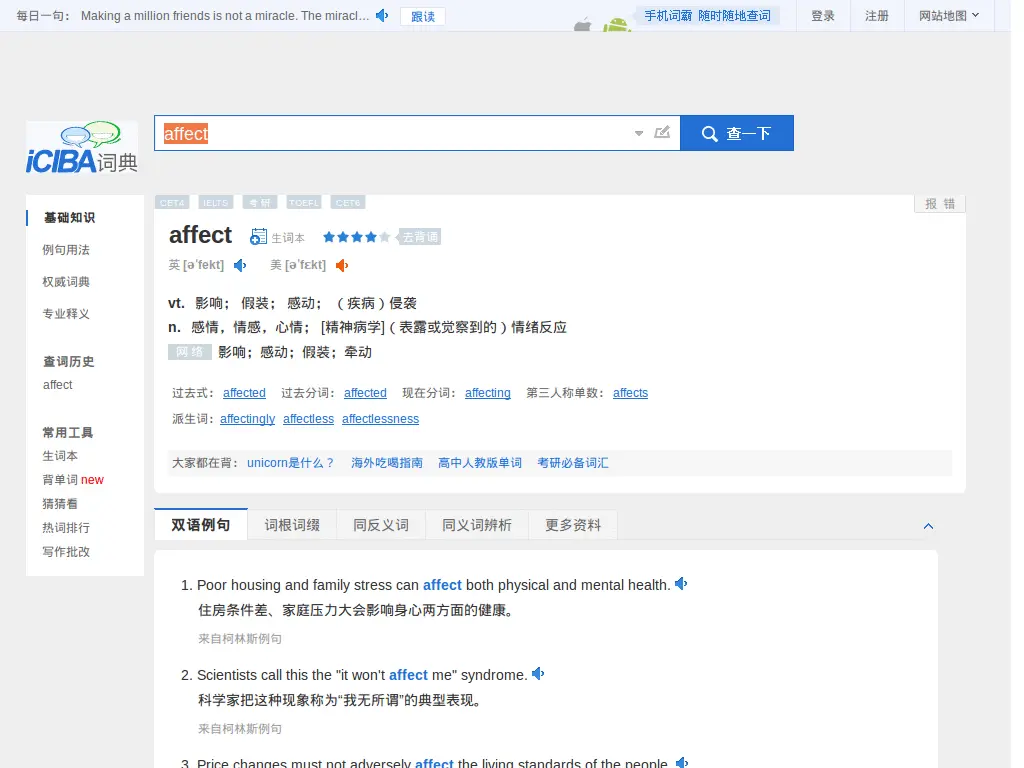 每日一句： Making a million friends is not a miracle. The miracl... 跟读 手机词霸 随时随地查词 登录 注册 网站地图
iCIBA词典
affect 查一下
基础知识
例句用法
权威词典
专业释义
查词历史
affect
常用工具
生词本
背单词 new
猜猜看
热词排行
写作批改
CET4 IELTS 考研 TOEFL CET6 报错
affect 生词本 去背诵
英 [ə'fekt] 美 [ə'fɛkt]
vt. 影响； 假装； 感动； （疾病）侵袭
n. 感情，情感，心情； [精神病学]（表露或觉察到的）情绪反应
网络 影响；感动；假装；牵动
过去式： affected 过去分词： affected 现在分词： affecting 第三人称单数： affects
派生词： affectingly affectless affectlessness
大家都在背： unicorn是什么？ 海外吃喝指南 高中人教版单词 考研必备词汇
双语例句 词根词缀 同反义词 同义词辨析 更多资料
1. Poor housing and family stress can affect both physical and mental health.
住房条件差、家庭压力大会影响身心两方面的健康。
来自柯林斯例句
2. Scientists call this the "it won't affect me" syndrome.
科学家把这种现象称为“我无所谓”的典型表现。
来自柯林斯例句
3. Price changes must not adversely affect the living standards of the people.